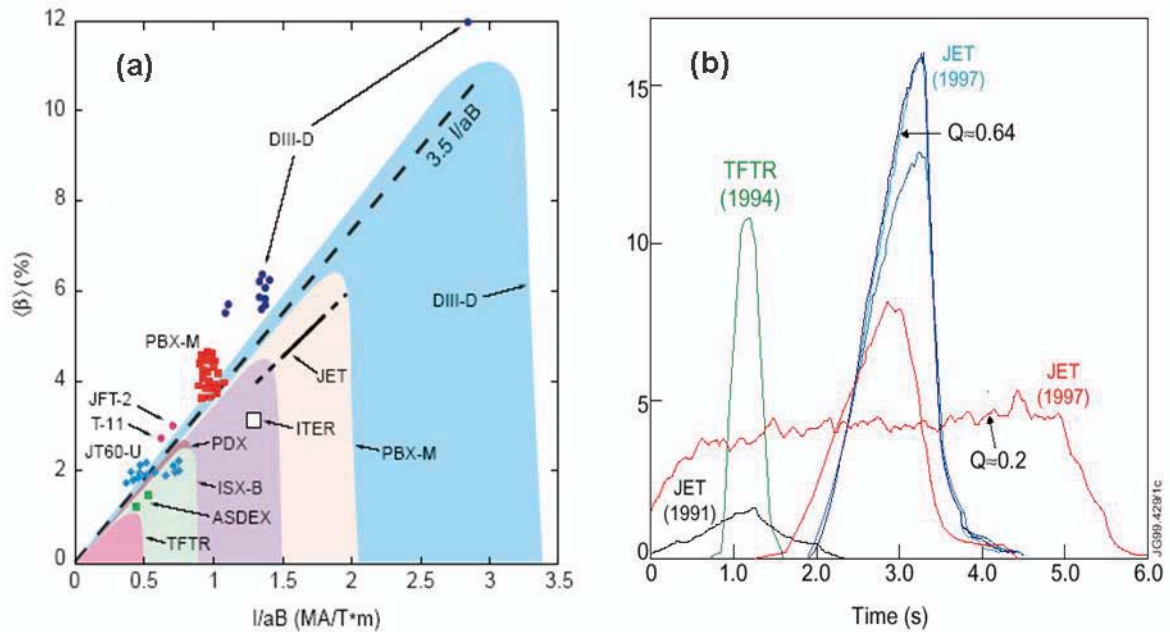 (a)
12
10
8
6
4
2
0
⟨β⟩ (%)
0
0.5
1
1.5
2
2.5
3
3.5
I/aB (MA/T*m)
DIII-D
3.5 I/aB
DIII-D
PBX-M
JFT-2
T-11
JT60-U
JET
ITER
PDX
PBX-M
ISX-B
ASDEX
TFTR
(b)
15
10
5
0
0
1.0
2.0
3.0
4.0
5.0
6.0
Time (s)
JET
(1997)
Q≈0.64
TFTR
(1994)
JET
(1997)
Q≈0.2
JET
(1991)
JG99.429/1c